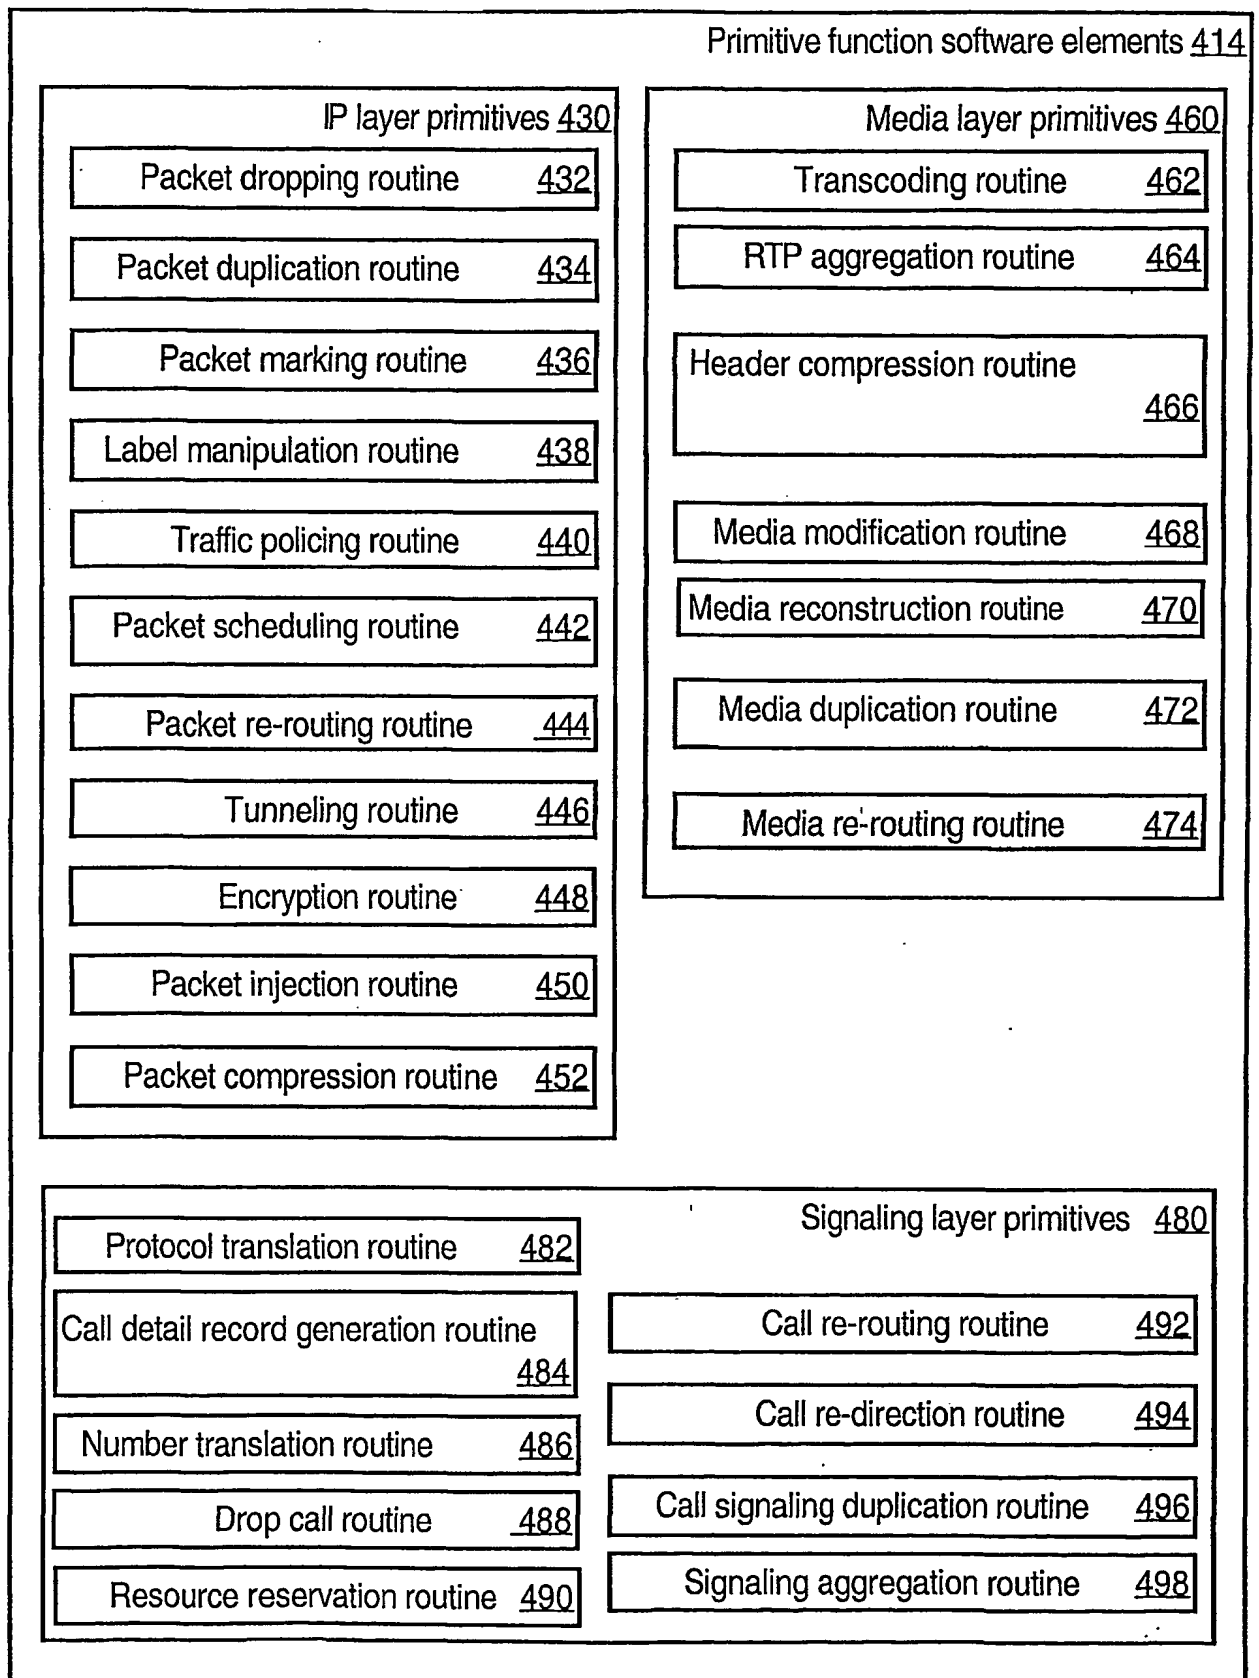 Primitive function software elements 414
IP layer primitives 430
Packet dropping routine 432
Packet duplication routine 434
Packet marking routine 436
Label manipulation routine 438
Traffic policing routine 440
Packet scheduling routine 442
Packet re-routing routine 444
Tunneling routine 446
Encryption routine 448
Packet injection routine 450
Packet compression routine 452
Media layer primitives 460
Transcoding routine 462
RTP aggregation routine 464
Header compression routine
466
Media modification routine 468
Media reconstruction routine 470
Media duplication routine 472
Media re-routing routine 474
Signaling layer primitives 480
Protocol translation routine 482
Call detail record generation routine
484
Number translation routine 486
Drop call routine 488
Resource reservation routine 490
Call re-routing routine 492
Call re-direction routine 494
Call signaling duplication routine 496
Signaling aggregation routine 498